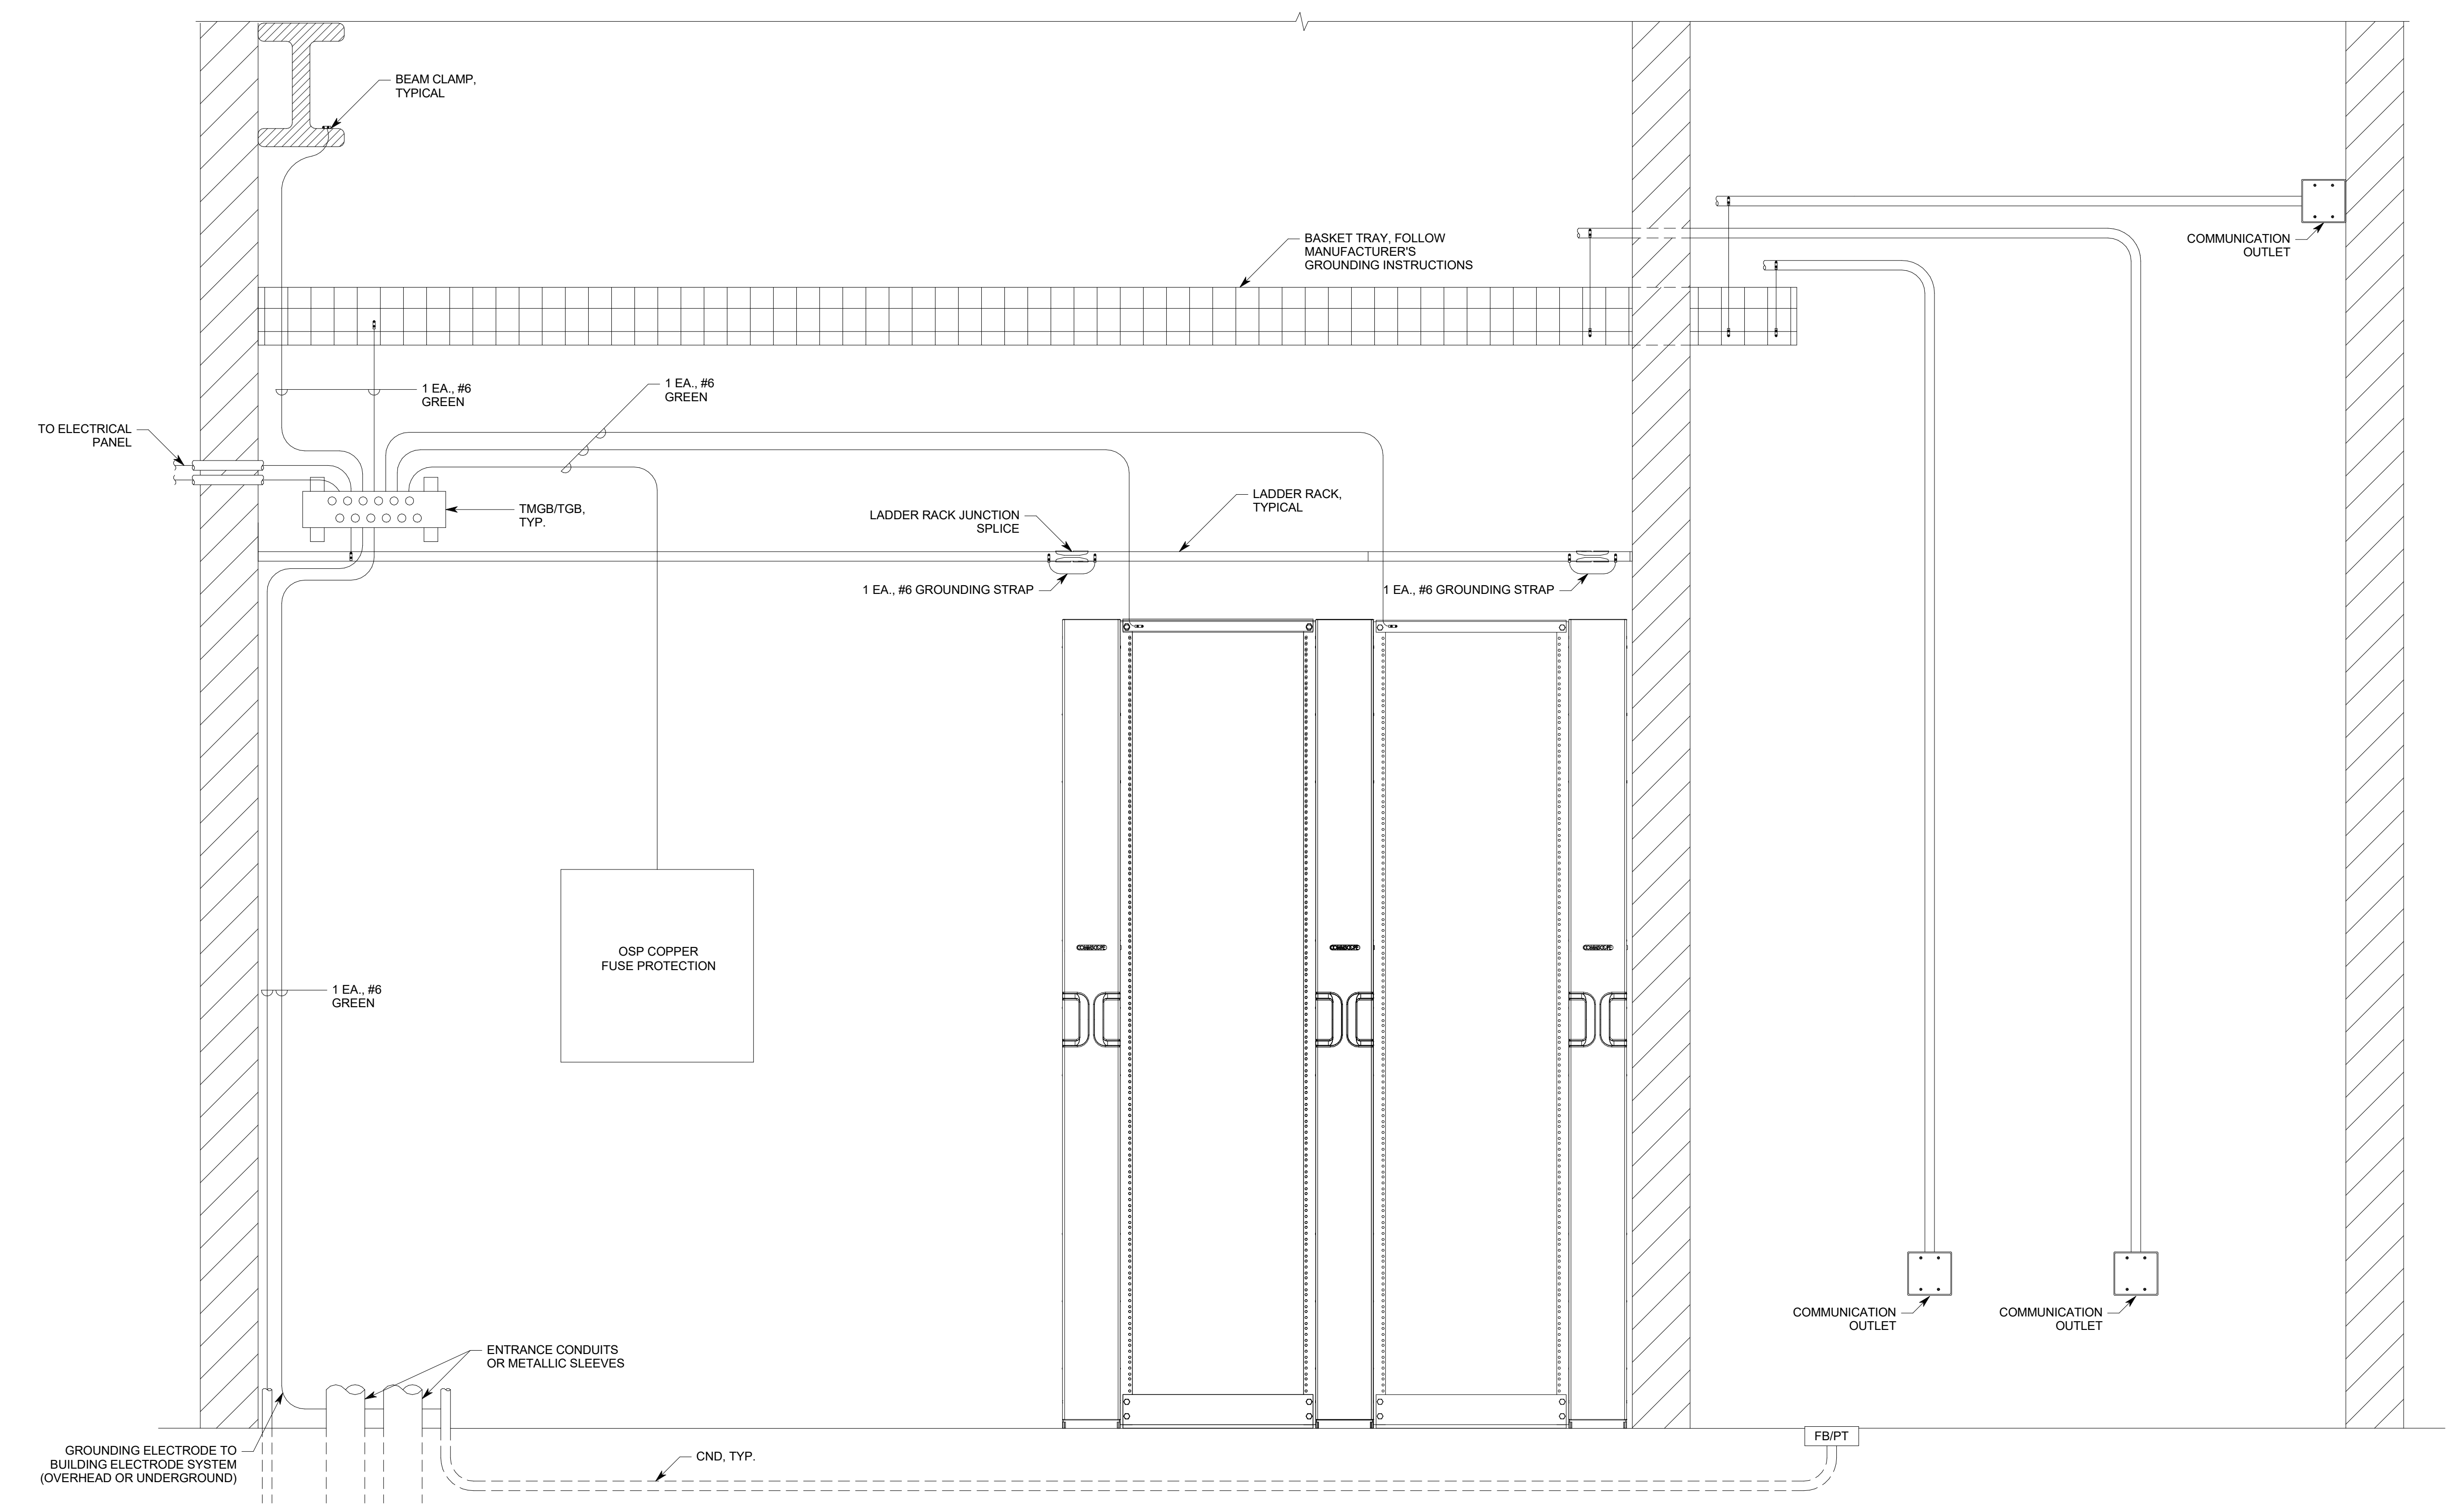 BEAM CLAMP,
TYPICAL
BASKET TRAY, FOLLOW
MANUFACTURER'S
GROUNDING INSTRUCTIONS
COMMUNICATION
OUTLET
1 EA., #6
GREEN
1 EA., #6
GREEN
TO ELECTRICAL
PANEL
TMGB/TGB,
TYP.
LADDER RACK JUNCTION
SPLICE
LADDER RACK,
TYPICAL
1 EA., #6 GROUNDING STRAP
1 EA., #6 GROUNDING STRAP
OSP COPPER
FUSE PROTECTION
COMMSCOPE
COMMSCOPE
COMMSCOPE
1 EA., #6
GREEN
COMMUNICATION
OUTLET
COMMUNICATION
OUTLET
ENTRANCE CONDUITS
OR METALLIC SLEEVES
GROUNDING ELECTRODE TO
BUILDING ELECTRODE SYSTEM
(OVERHEAD OR UNDERGROUND)
CND, TYP.
FB/PT